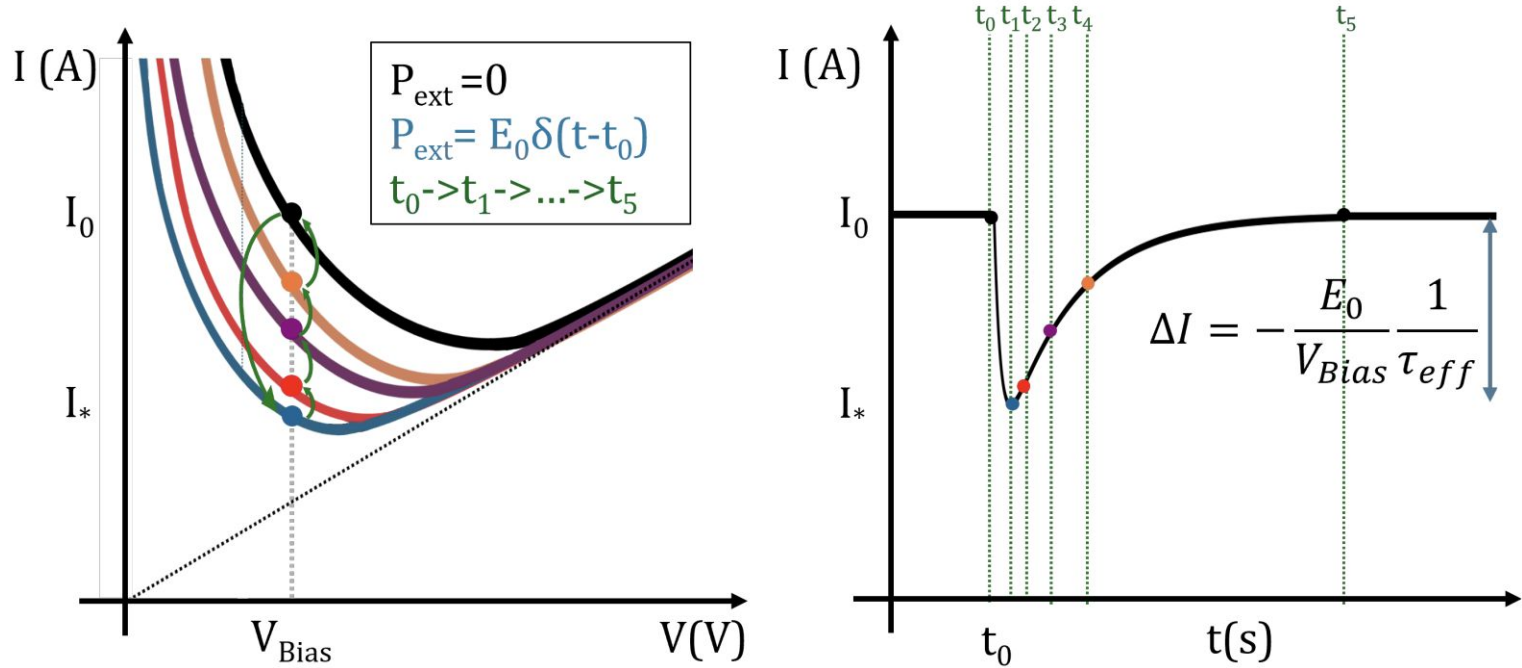 I (A)
P_ext =0
P_ext= E_0δ(t-t_0)
t_0->t_1->...->t_5
I_0
I_*
V_Bias
V(V)
t_0 t_1 t_2 t_3 t_4 t_5
I (A)
I_0
ΔI = − E_0/V_Bias 1/τ_eff
I_*
t_0
t(s)